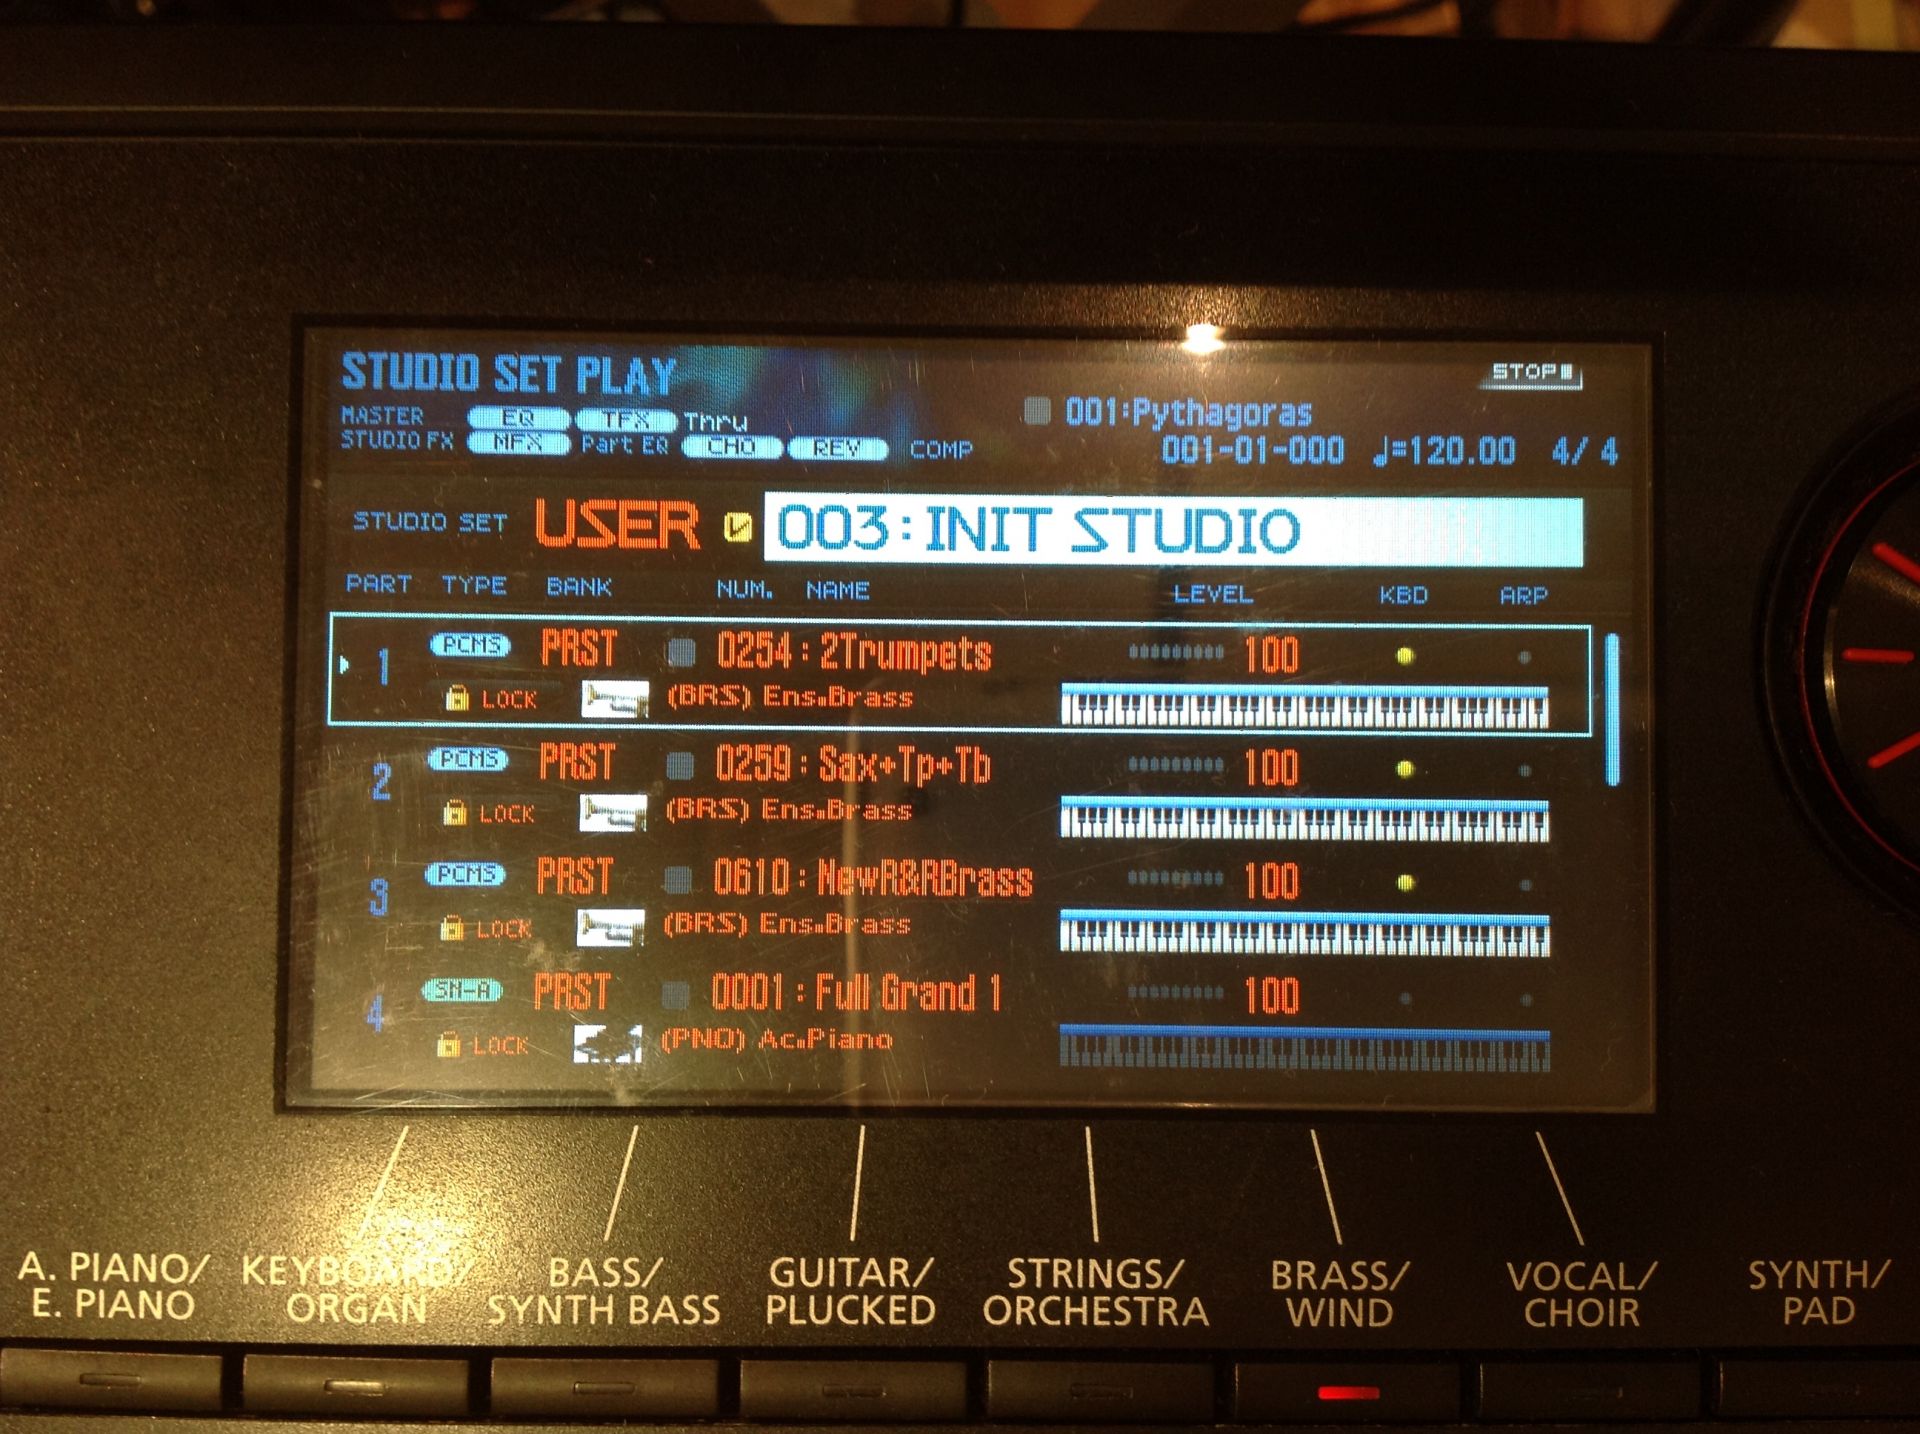 STUDIO SET PLAY
STOP
MASTER EQ TFX Thru
001:Pythagoras
STUDIO FX MFX Part EQ CHO REV COMP
001-01-000 ♩=120.00 4/4
STUDIO SET USER 003:INIT STUDIO
PART TYPE BANK NUM. NAME LEVEL KBD ARP
1 PCMS PRST 0254:2Trumpets 100
LOCK (BRS) Ens.Brass
2 PCMS PRST 0259:Sax+Tp+Tb 100
LOCK (BRS) Ens.Brass
3 PCMS PRST 0610:NewR&RBrass 100
LOCK (BRS) Ens.Brass
4 SN-A PRST 0001:Full Grand 1 100
LOCK (PNO) Ac.Piano
A. PIANO/ KEYBOARD/ BASS/ GUITAR/ STRINGS/ BRASS/ VOCAL/ SYNTH/
E. PIANO ORGAN SYNTH BASS PLUCKED ORCHESTRA WIND CHOIR PAD